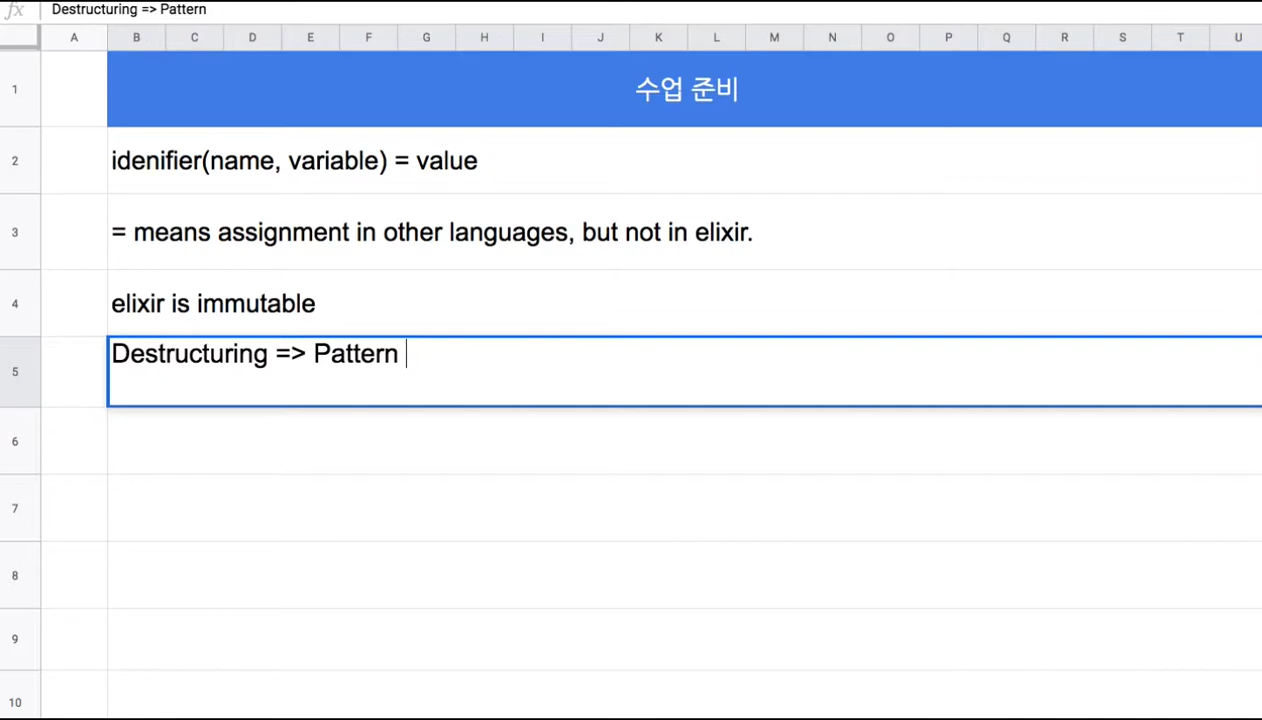 fx Destructuring => Pattern
A B C D E F G H I J K L M N O P Q R S T U
1 수업 준비
2 idenifier(name, variable) = value
3 = means assignment in other languages, but not in elixir.
4 elixir is immutable
5 Destructuring => Pattern
6
7
8
9
10